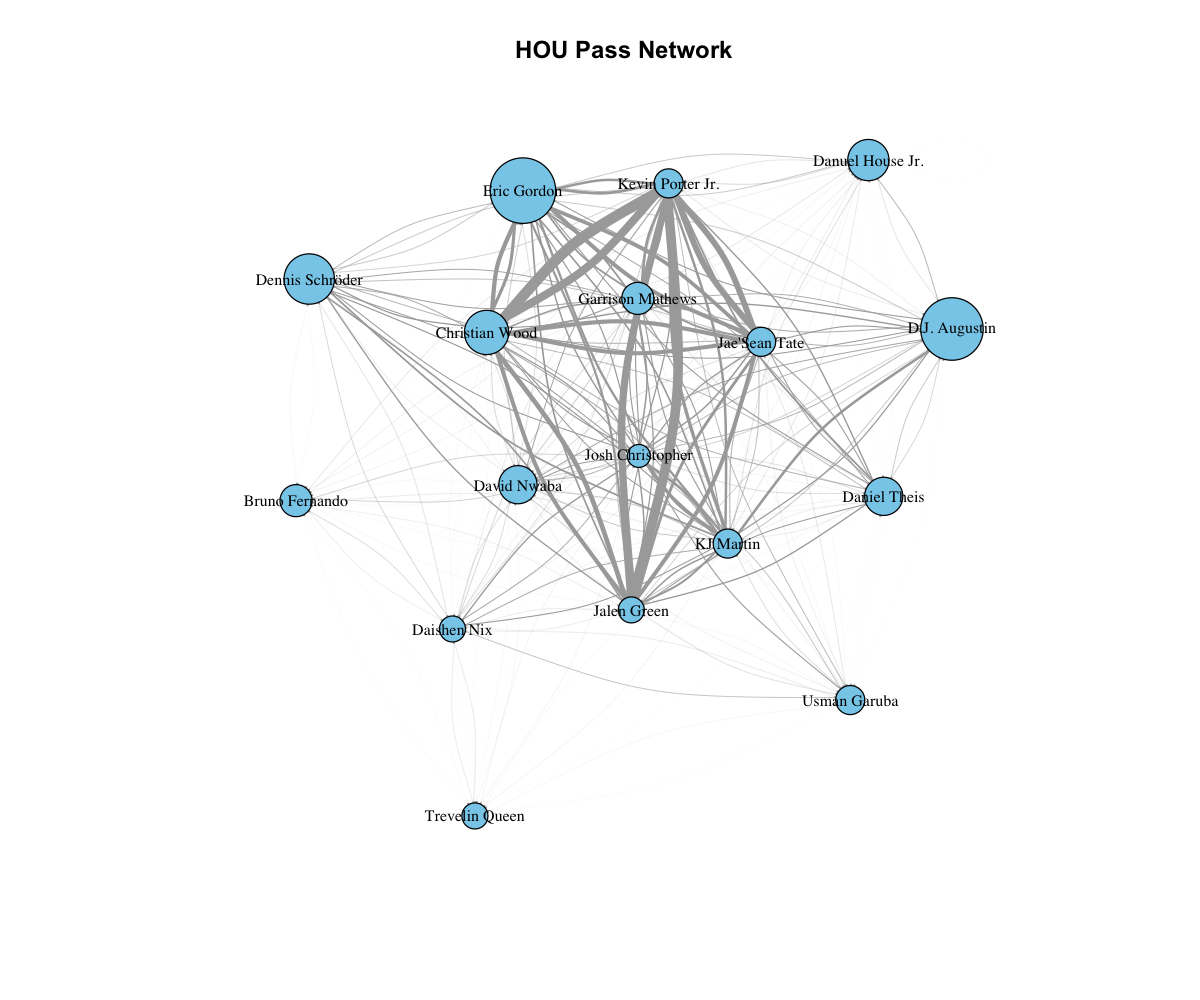 HOU Pass Network
Danuel House Jr.
Kevin Porter Jr.
Eric Gordon
Dennis Schröder
Garrison Mathews
D.J. Augustin
Christian Wood
Jae'Sean Tate
Josh Christopher
David Nwaba
Daniel Theis
Bruno Fernando
KJ Martin
Jalen Green
Daishen Nix
Usman Garuba
Trevelin Queen